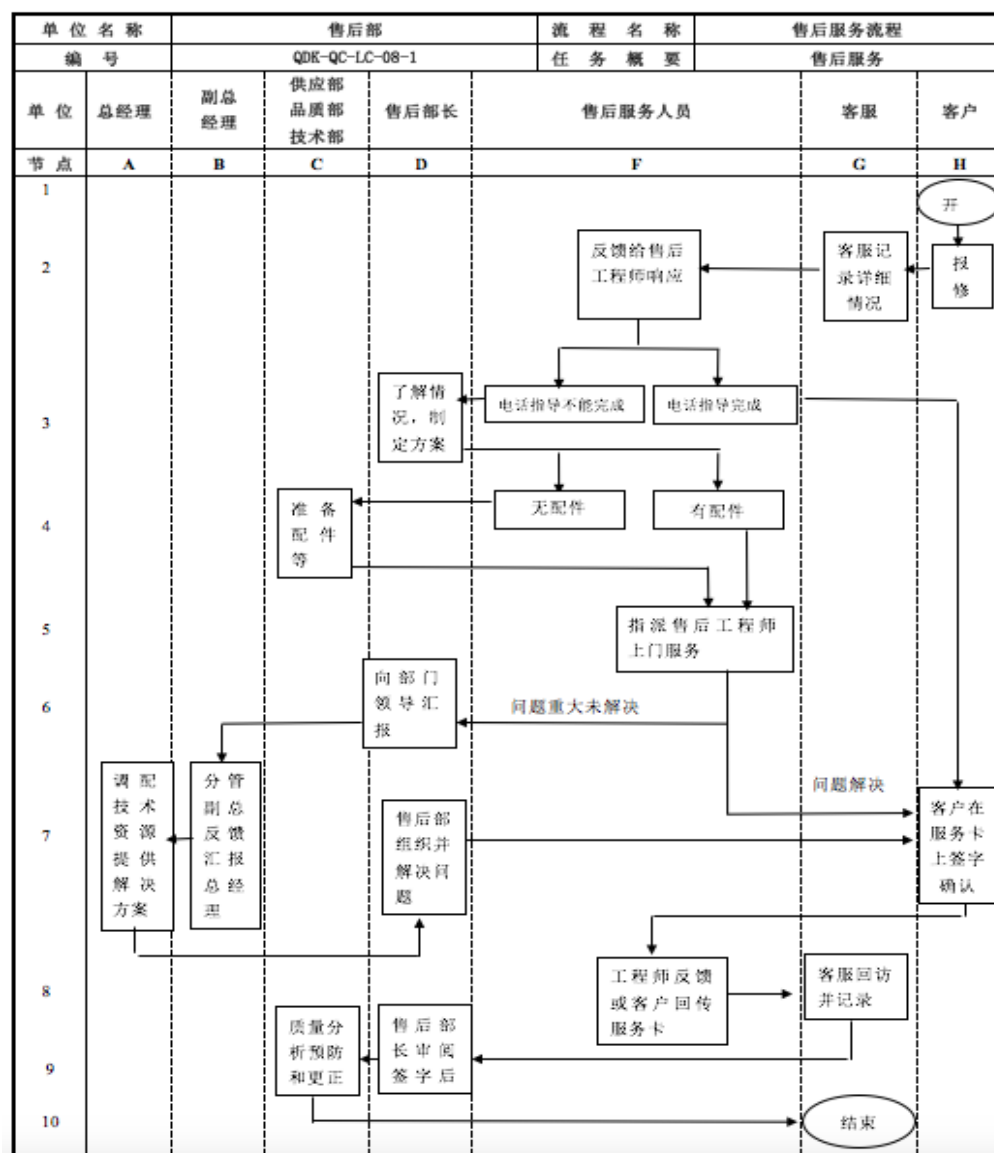 单位名称 售后部 流程名称 售后服务流程
编号 QDK-QC-LC-08-1 任务概要 售后服务
单位 总经理 副总
经理 供应部
品质部
技术部 售后部长 售后服务人员 客服 客户
节点 A B C D F G H
1
开
2
反馈给售后
工程师响应
客服记
录详细
情况
报
修
3
了解情
况，制
定方案
电话指导不能完成
电话指导完成
4
准备
配件
等
无配件
有配件
5
指派售后工程师
上门服务
6
向部门
领导汇
报
问题重大未解决
问题解决
7
调配
技术
资源
提供
解决
方案
分管
副总
反馈
汇报
总经
理
售后部
组织并
解决问
题
客户在
服务卡
上签字
确认
8
工程师反馈
或客户回传
服务卡
客服回访
并记录
9
质量分
析预防
和更正
售后部
长审阅
签字后
10
结束